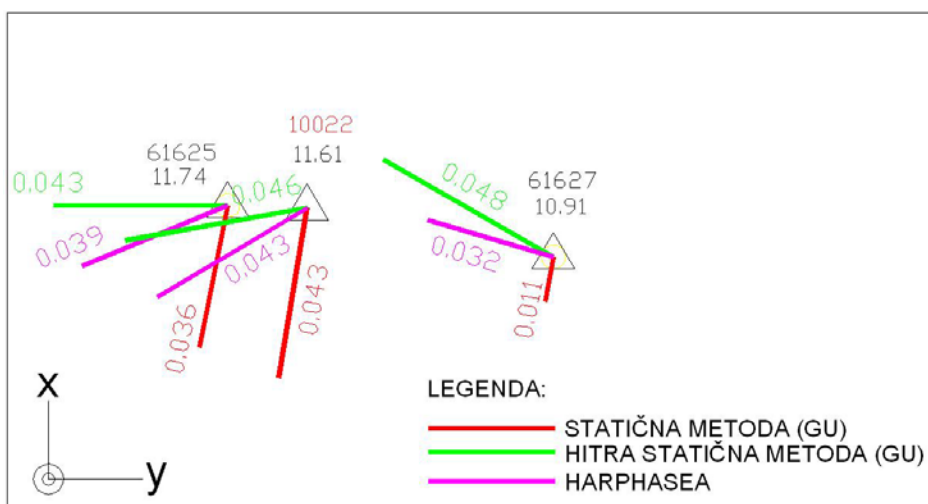 10022
61625
11.61
11.74
0.043
0.046
0.048
61627
10.91
0.039
0.043
0.032
0.036
0.043
0.011
x
y
LEGENDA:
STATIČNA METODA (GU)
HITRA STATIČNA METODA (GU)
HARPHASEA